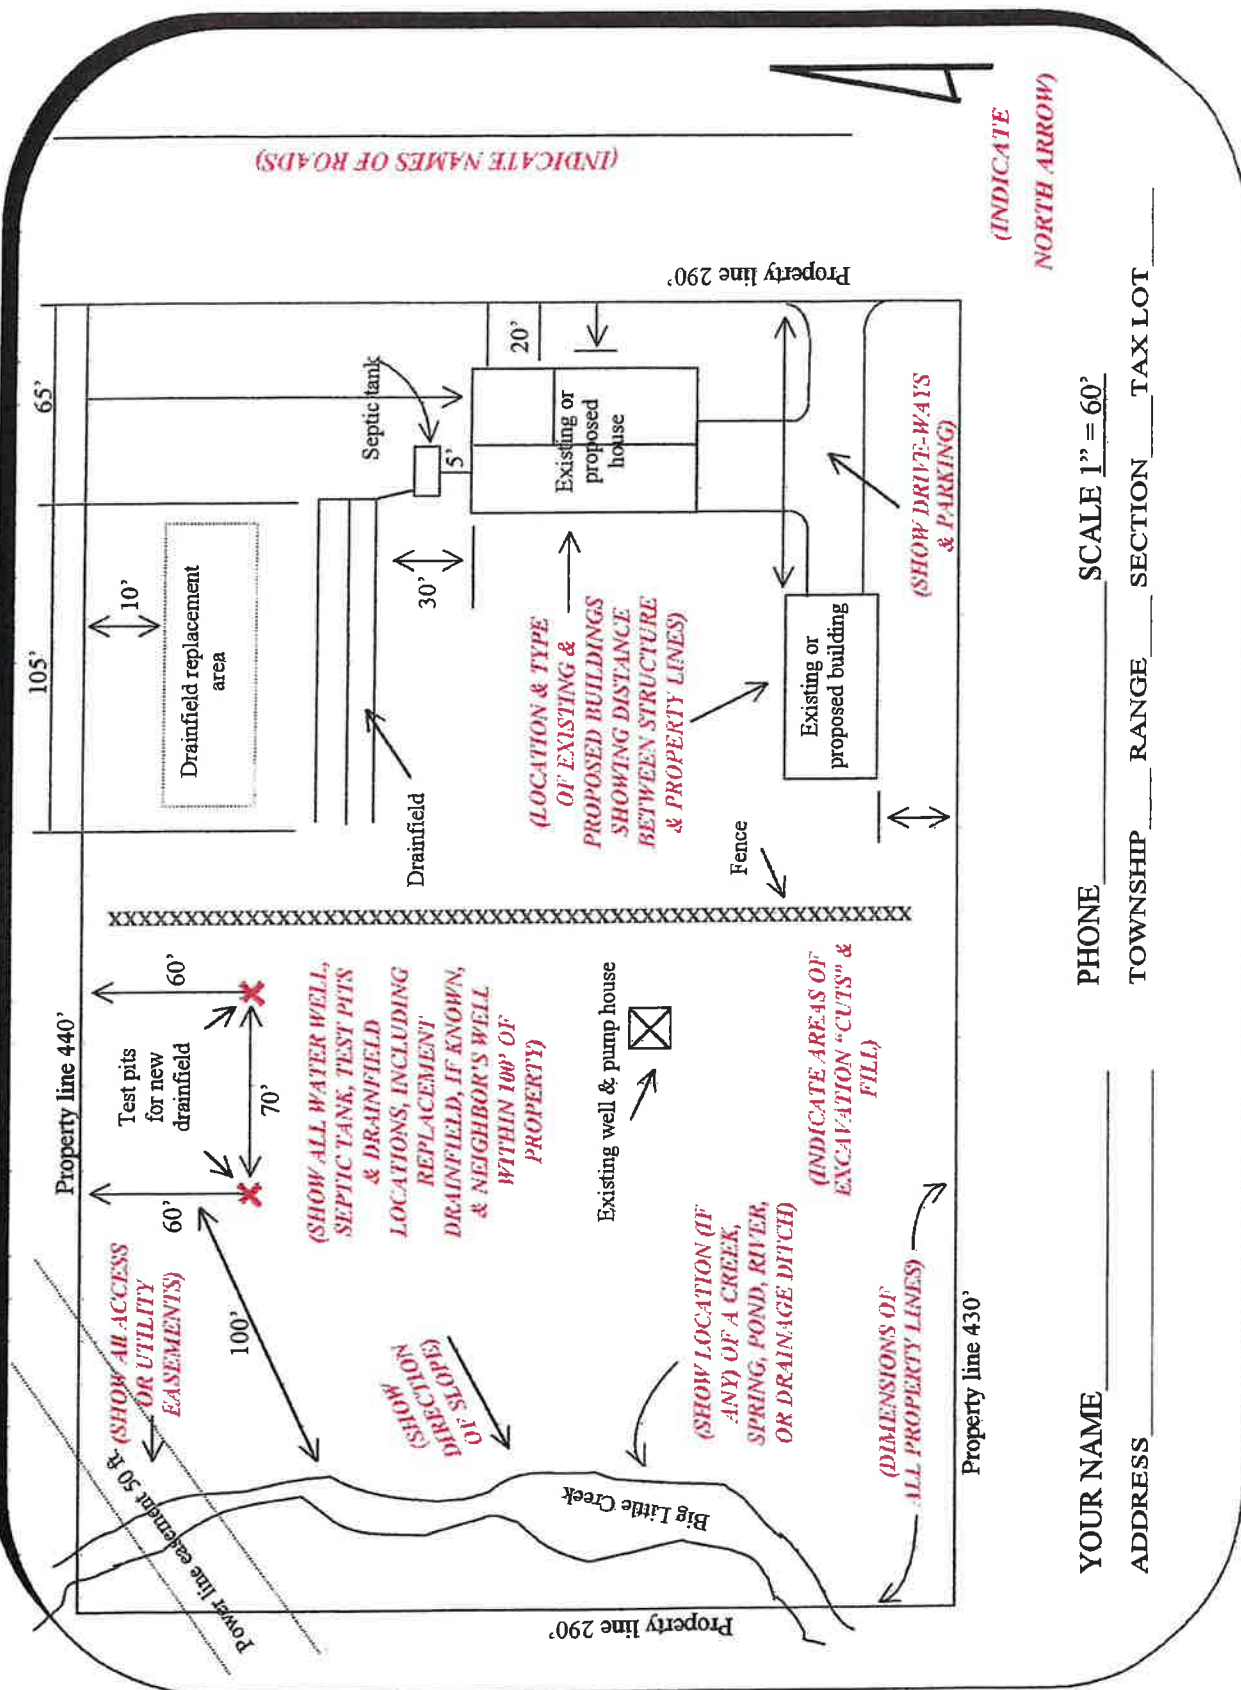 Power line easement 50 ft.
(SHOW All ACCESS
OR UTILITY
EASEMENTS)
Property line 440'
105'
65'
60'
60'
Test pits
for new
drainfield
70'
100'
10'
Drainfield replacement
area
Septic tank
5'
30'
20'
Drainfield
Existing or
proposed
house
(SHOW ALL WATER WELL,
SEPTIC TANK, TEST PITS
& DRAINFIELD
LOCATIONS, INCLUDING
REPLACEMENT
DRAINFIELD, IF KNOWN,
& NEIGHBOR'S WELL
WITHIN 100' OF
PROPERTY)
(LOCATION & TYPE
OF EXISTING &
PROPOSED BUILDINGS
SHOWING DISTANCE
BETWEEN STRUCTURE
& PROPERTY LINES)
XXXXXXXXXXXXXXXXXXXXXXXXXXXXXXXXXXXXXXXXXXXXXXXXXXXXXXXX
Fence
(SHOW
DIRECTION
OF SLOPE)
Existing well & pump house
Big Little Creek
(SHOW LOCATION (IF
ANY) OF A CREEK,
SPRING, POND, RIVER,
OR DRAINAGE DITCH)
(INDICATE AREAS OF
EXCAVATION "CUTS" &
FILL)
Existing or
proposed building
(SHOW DRIVE-WAYS
& PARKING)
(DIMENSIONS OF
ALL PROPERTY LINES)
Property line 290'
Property line 290'
Property line 430'
(INDICATE NAMES OF ROADS)
(INDICATE
NORTH ARROW)
YOUR NAME PHONE SCALE 1" = 60'
ADDRESS TOWNSHIP RANGE SECTION TAX LOT